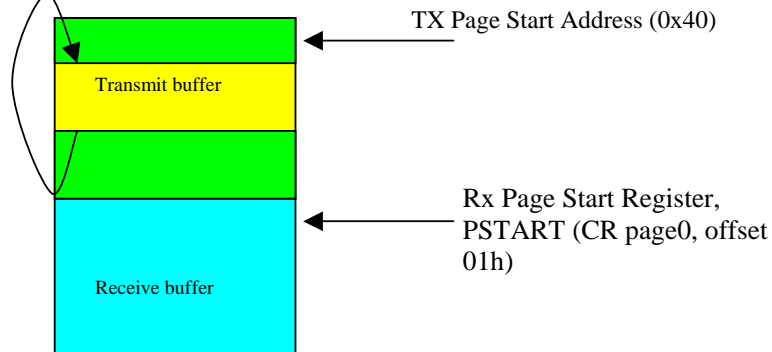 TX Page Start Address (0x40)
Transmit buffer
Rx Page Start Register,
PSTART (CR page0, offset
01h)
Receive buffer